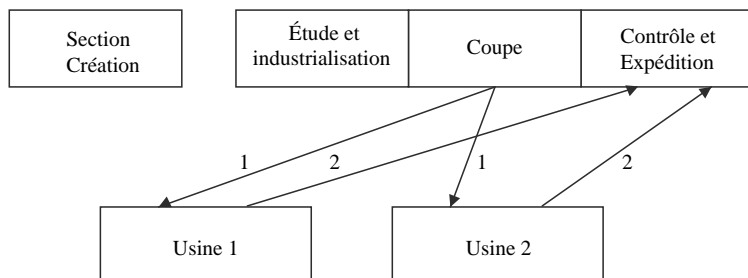 Section
Création
Étude et
industrialisation
Coupe
Contrôle et
Expédition
1
2
1
2
Usine 1
Usine 2